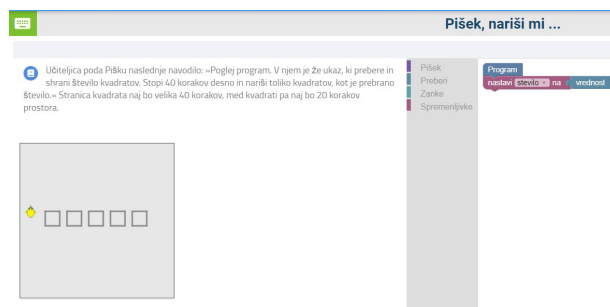 Pišek, nariši mi ...
Učiteljica poda Pišku naslednje navodilo: »Poglej program. V njem je že ukaz, ki prebere in
shrani število kvadratov. Stopi 40 korakov desno in nariši toliko kvadratov, kot je prebrano
število.« Stranica kvadrata naj bo velika 40 korakov, med kvadrati pa naj bo 20 korakov
prostora.
Pišek
Preberi
Zanke
Spremenljivke
Program
nastavi število na vrednost